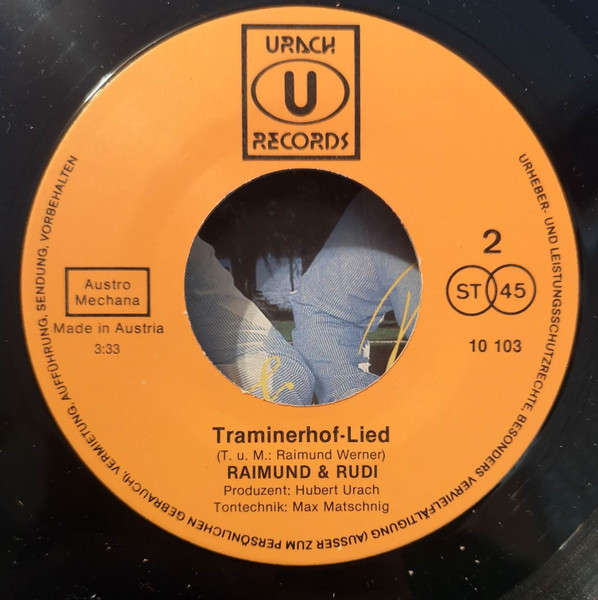 URACH
U
RECORDS
URHEBER- UND LEISTUNGSSCHUTZRECHTE, BESONDERS VERVIELFÄLTIGUNG (AUSSER ZUM PERSÖNLICHEN GEBRAUCH), VERMIETUNG, AUFFÜHRUNG, SENDUNG, VORBEHALTEN
Austro
Mechana
Made in Austria
3:33
2
ST 45
10 103
Traminerhof-Lied
(T. u. M.: Raimund Werner)
RAIMUND & RUDI
Produzent: Hubert Urach
Tontechnik: Max Matschnig